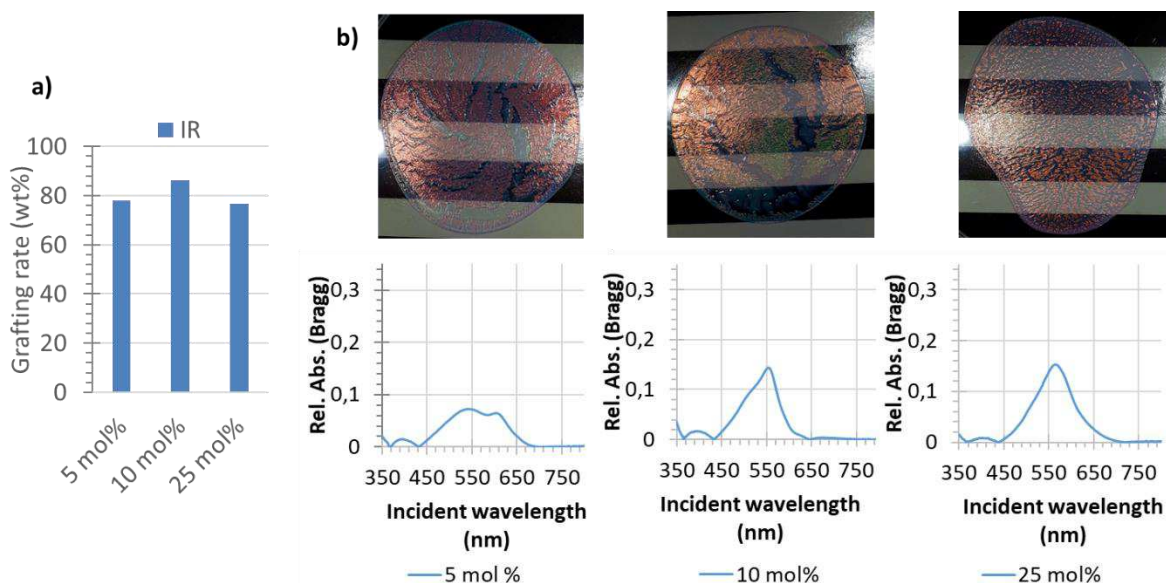 a)
IR
Grafting rate (wt%)
100
80
60
40
20
0
5 mol%
10 mol%
25 mol%
b)
Rel. Abs. (Bragg)
0,3
0,2
0,1
0
350 450 550 650 750
Incident wavelength
(nm)
5 mol %
Rel. Abs. (Bragg)
0,3
0,2
0,1
0
350 450 550 650 750
Incident wavelength
(nm)
10 mol%
Rel. Abs. (Bragg)
0,3
0,2
0,1
0
350 450 550 650 750
Incident wavelength
(nm)
25 mol%